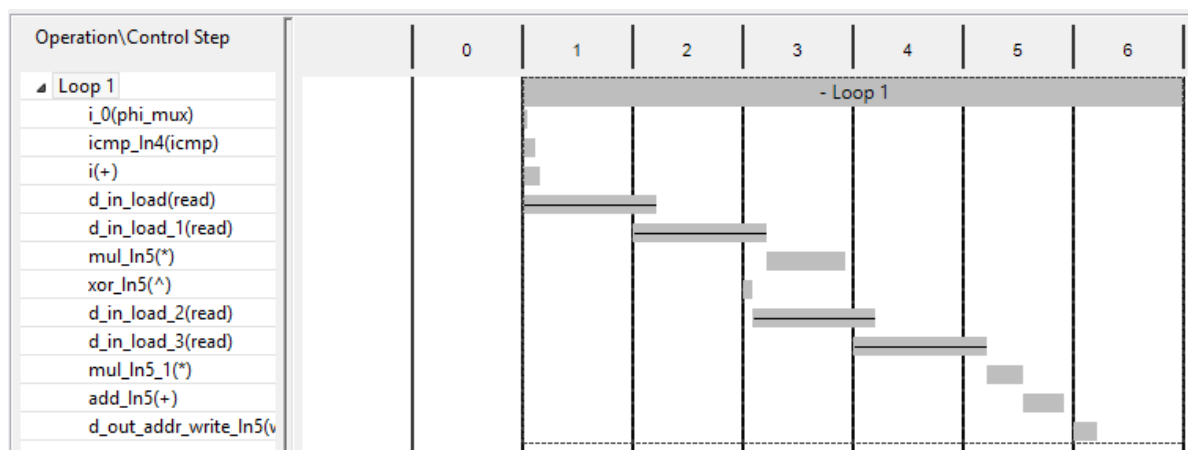 Operation\Control Step
0 1 2 3 4 5 6
Loop 1
- Loop 1
i_0(phi_mux)
icmp_ln4(icmp)
i(+)
d_in_load(read)
d_in_load_1(read)
mul_ln5(*)
xor_ln5(^)
d_in_load_2(read)
d_in_load_3(read)
mul_ln5_1(*)
add_ln5(+)
d_out_addr_write_ln5(w